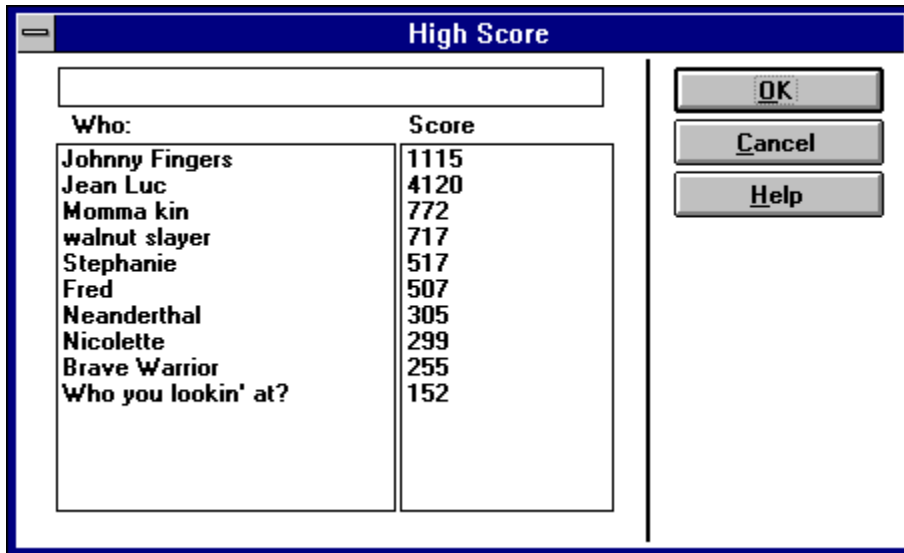 High Score
Who: Score
Johnny Fingers 1115
Jean Luc 4120
Momma kin 772
walnut slayer 717
Stephanie 517
Fred 507
Neanderthal 305
Nicolette 299
Brave Warrior 255
Who you lookin' at? 152
OK
Cancel
Help